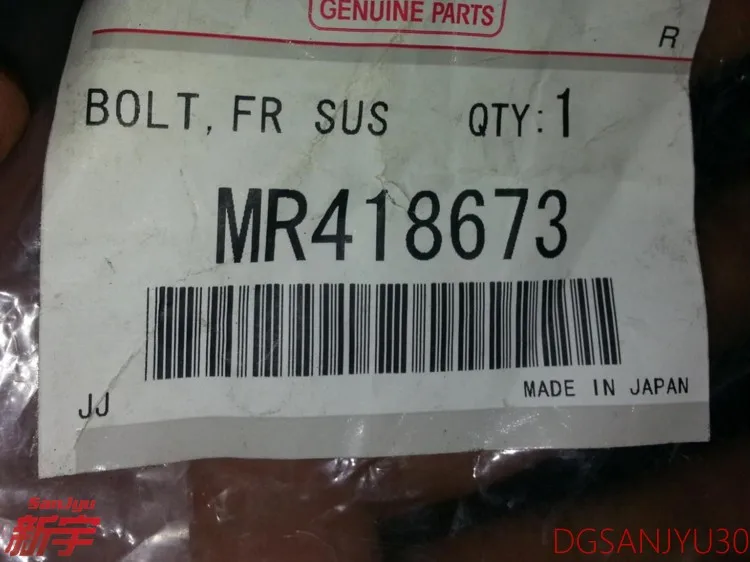 GENUINE PARTS
R
BOLT, FR SUS QTY:1
MR418673
JJ
MADE IN JAPAN
SanJyu
新宇
DGSANJYU30